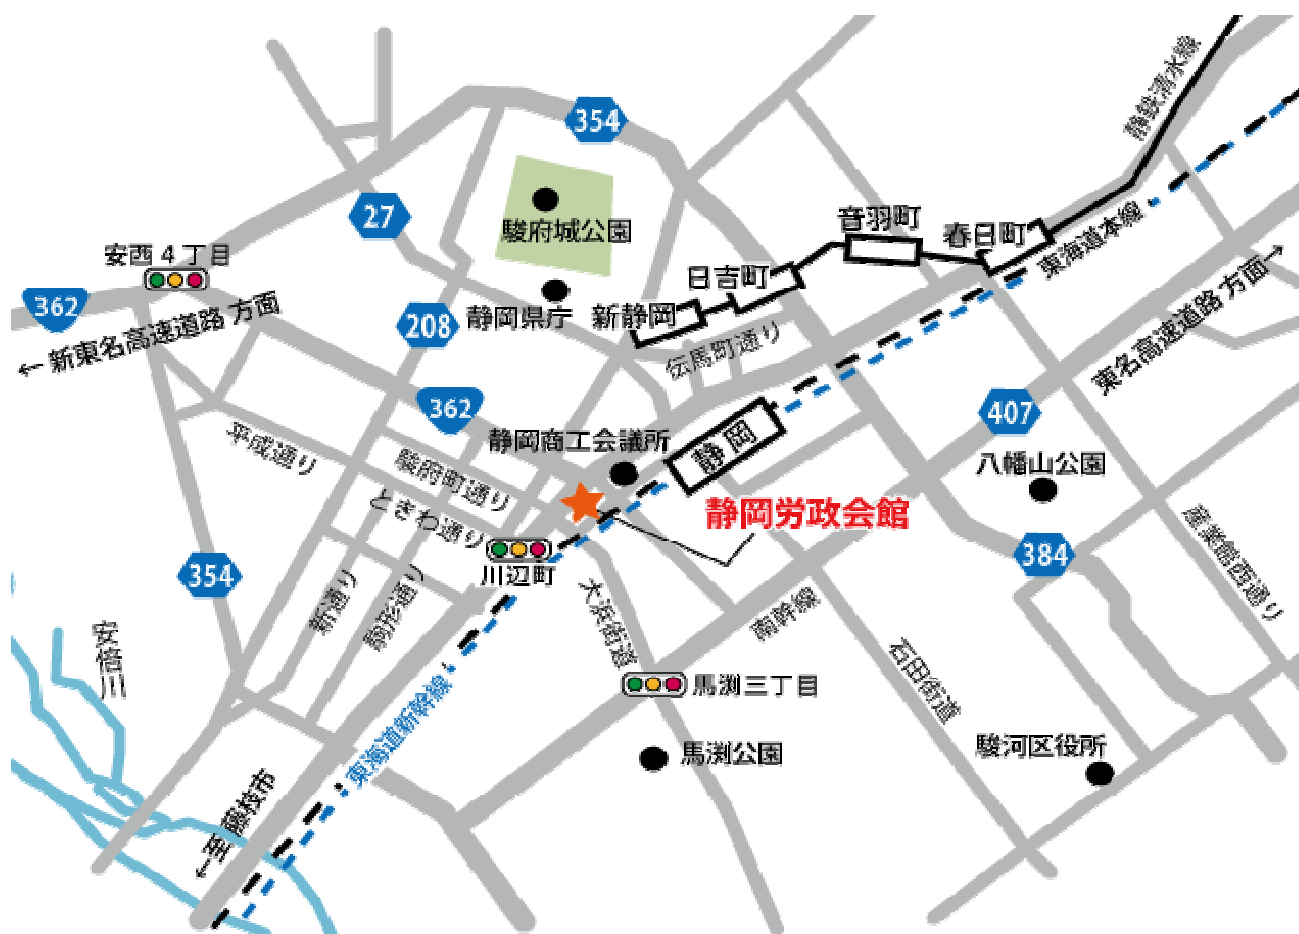 静鉄清水線
354
27
駿府城公園
音羽町
春日町
東海道本線
安西4丁目
362
← 新東名高速道路 方面
日吉町
静岡県庁
新静岡
208
伝馬町通り
東名高速道路 方面→
362
407
静岡商工会議所
静岡
八幡山公園
平成通り
駿府町通り
ときわ通り
静岡労政会館
産業館西通り
川辺町
384
354
新通り
駒形通り
大浜街道
南幹線
石田街道
安倍川
馬渕三丁目
東海道新幹線
馬渕公園
駿河区役所
←至 藤枝市